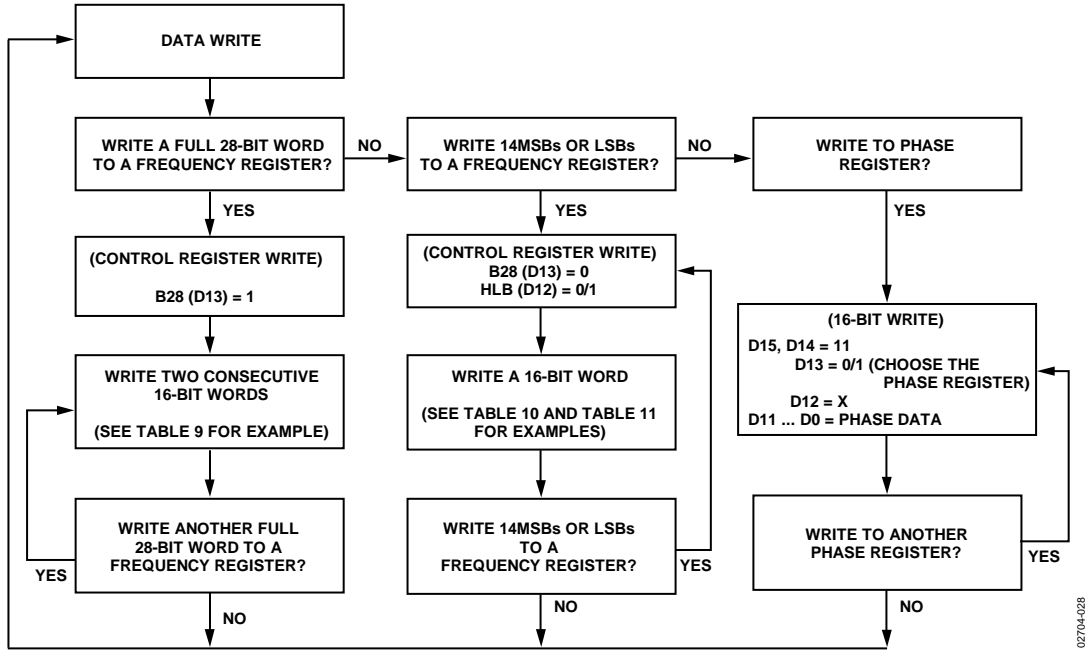 DATA WRITE
WRITE A FULL 28-BIT WORD
TO A FREQUENCY REGISTER?
NO
WRITE 14MSBs OR LSBs
TO A FREQUENCY REGISTER?
NO
WRITE TO PHASE
REGISTER?
YES
YES
YES
(CONTROL REGISTER WRITE)
B28 (D13) = 1
(CONTROL REGISTER WRITE)
B28 (D13) = 0
HLB (D12) = 0/1
(16-BIT WRITE)
D15, D14 = 11
D13 = 0/1 (CHOOSE THE
PHASE REGISTER)
D12 = X
D11 ... D0 = PHASE DATA
WRITE TWO CONSECUTIVE
16-BIT WORDS
(SEE TABLE 9 FOR EXAMPLE)
WRITE A 16-BIT WORD
(SEE TABLE 10 AND TABLE 11
FOR EXAMPLES)
WRITE ANOTHER FULL
28-BIT WORD TO A
FREQUENCY REGISTER?
YES
WRITE 14MSBs OR LSBs
TO A
FREQUENCY REGISTER?
YES
WRITE TO ANOTHER
PHASE REGISTER?
YES
NO
NO
NO
02704-028